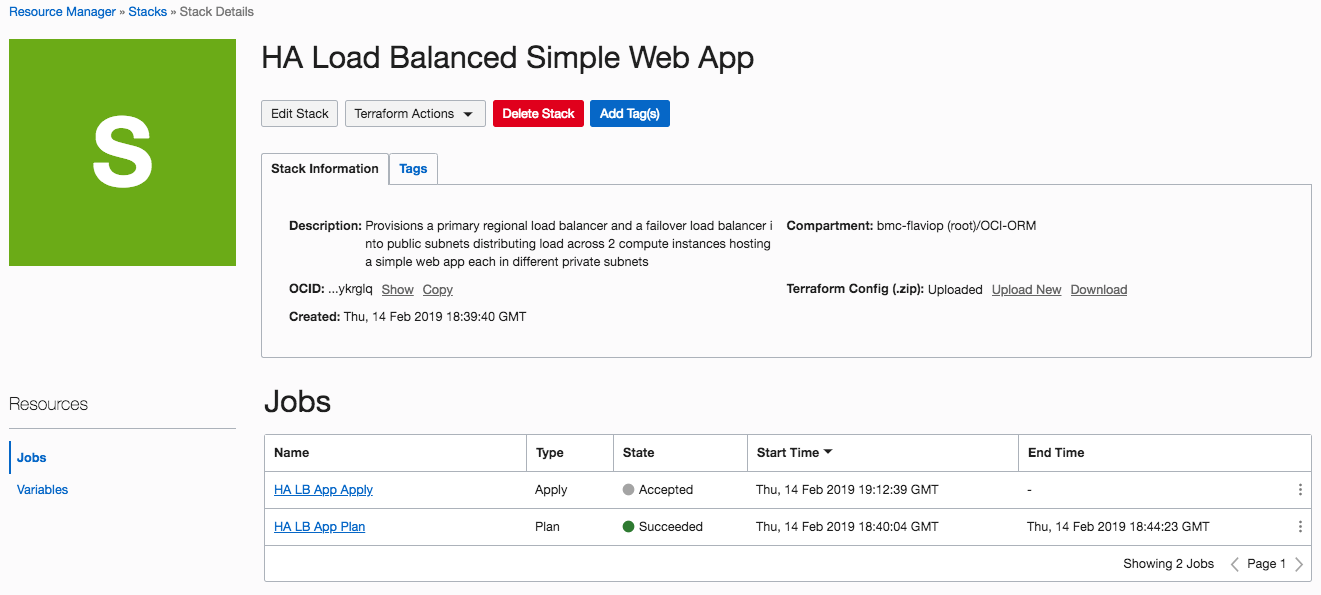 Resource Manager » Stacks » Stack Details
S
HA Load Balanced Simple Web App
Edit Stack Terraform Actions Delete Stack Add Tag(s)
Stack Information Tags
Description: Provisions a primary regional load balancer and a failover load balancer i
nto public subnets distributing load across 2 compute instances hosting
a simple web app each in different private subnets
Compartment: bmc-flaviop (root)/OCI-ORM
OCID: ...ykrglq Show Copy
Terraform Config (.zip): Uploaded Upload New Download
Created: Thu, 14 Feb 2019 18:39:40 GMT
Resources
Jobs
Variables
Jobs
Name Type State Start Time End Time
HA LB App Apply Apply Accepted Thu, 14 Feb 2019 19:12:39 GMT -
HA LB App Plan Plan Succeeded Thu, 14 Feb 2019 18:40:04 GMT Thu, 14 Feb 2019 18:44:23 GMT
Showing 2 Jobs Page 1